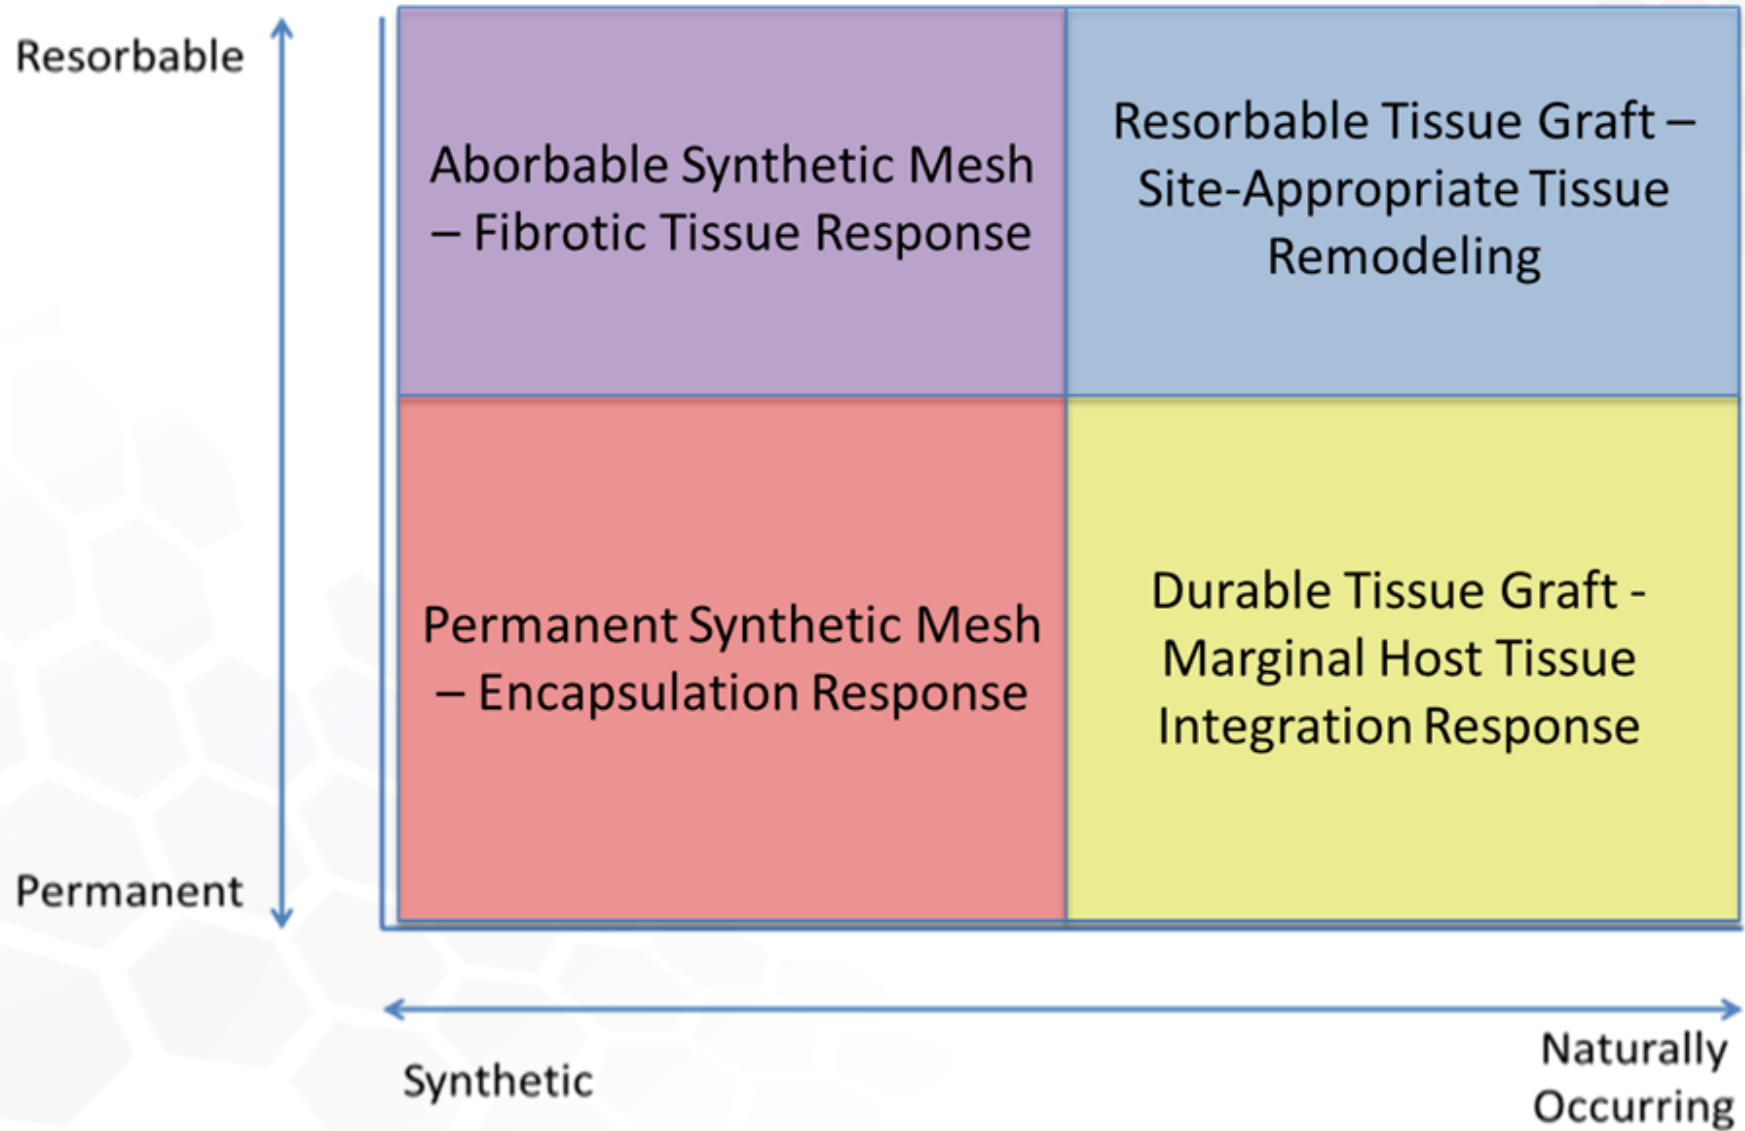 Resorbable
Aborbable Synthetic Mesh
– Fibrotic Tissue Response
Resorbable Tissue Graft –
Site-Appropriate Tissue
Remodeling
Permanent Synthetic Mesh
– Encapsulation Response
Durable Tissue Graft -
Marginal Host Tissue
Integration Response
Permanent
Synthetic
Naturally
Occurring